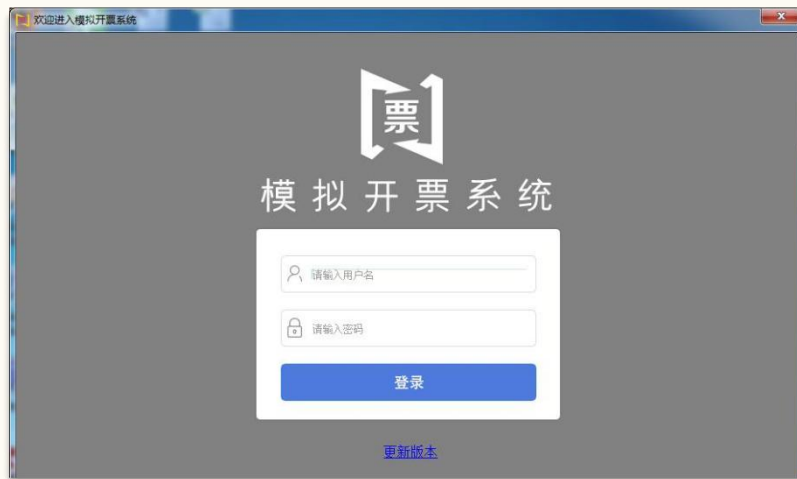 欢迎进入模拟开票系统
票
模拟开票系统
请输入用户名
请输入密码
登录
更新版本